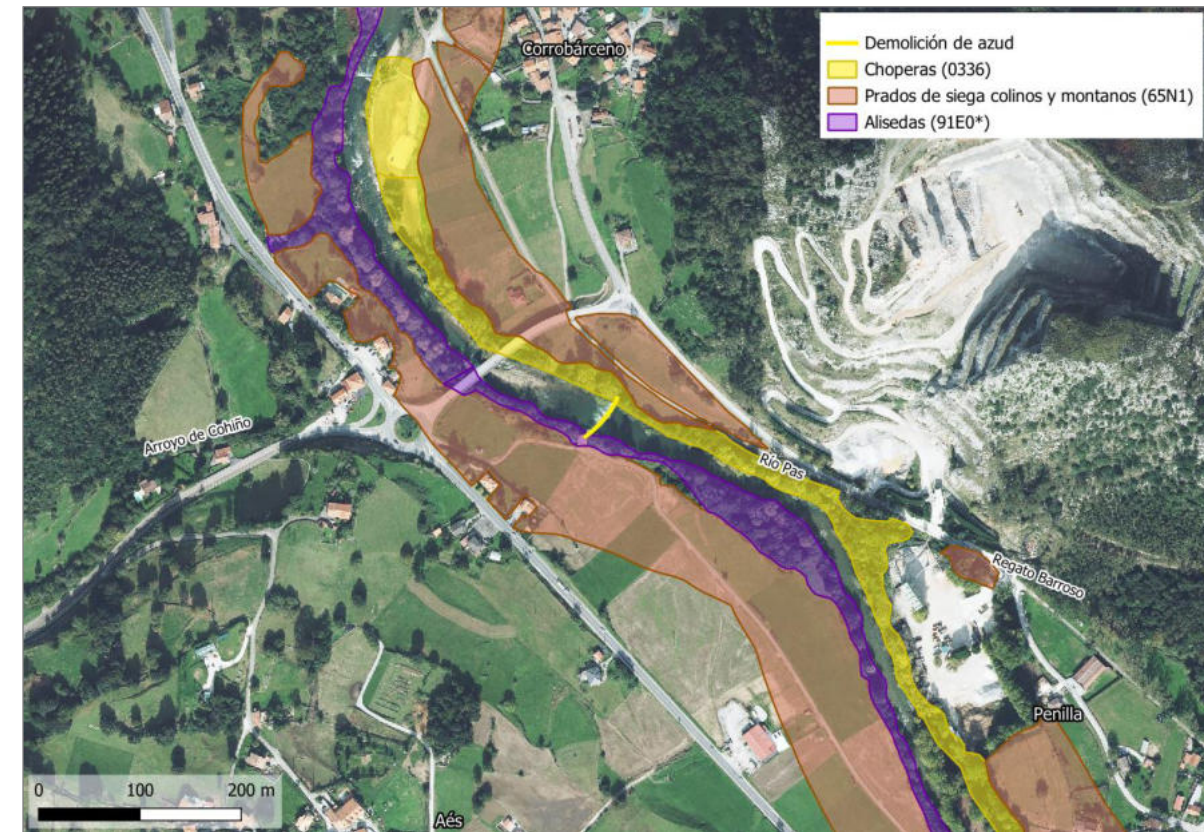 Corrobárceno
Demolición de azud
Choperas (0336)
Prados de siega colinos y montanos (65N1)
Alisedas (91E0*)
Arroyo de Cohiño
Río Pas
Regato Barroso
Penilla
0 100 200 m
Aés